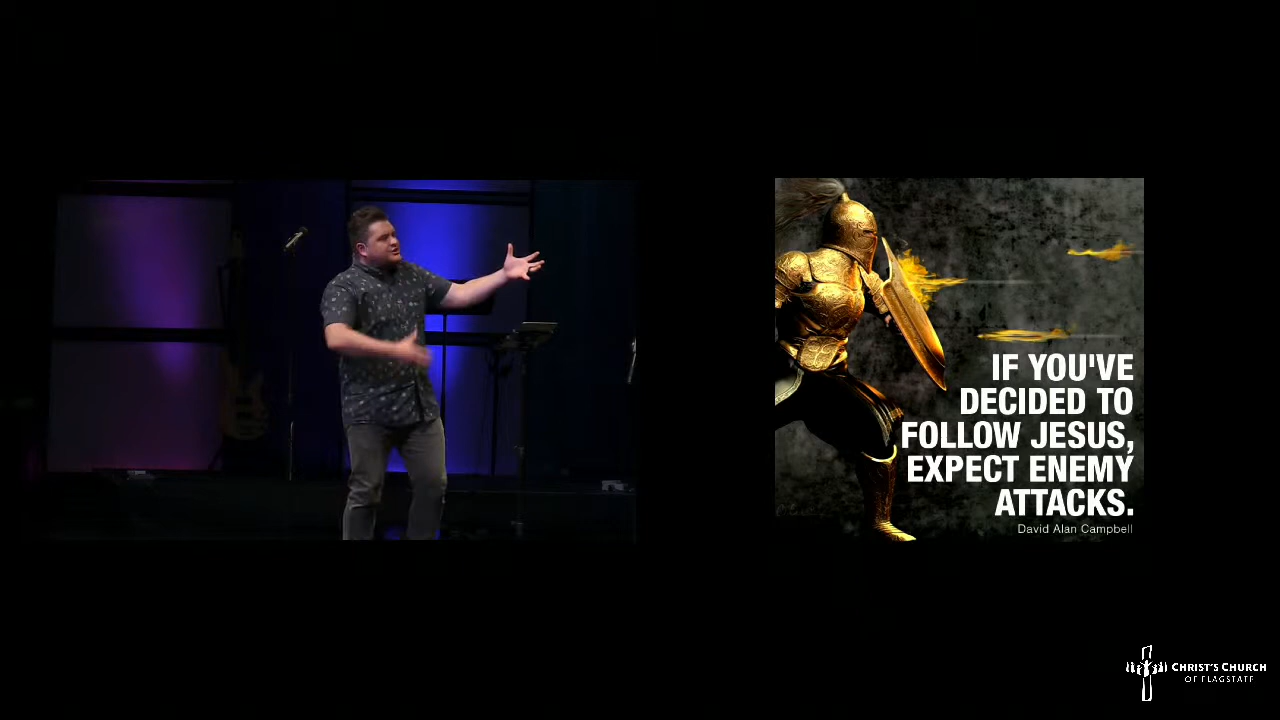 IF YOU'VE
DECIDED TO
FOLLOW JESUS,
EXPECT ENEMY
ATTACKS.
David Alan Campbell
CHRIST'S CHURCH
OF FLAGSTAFF